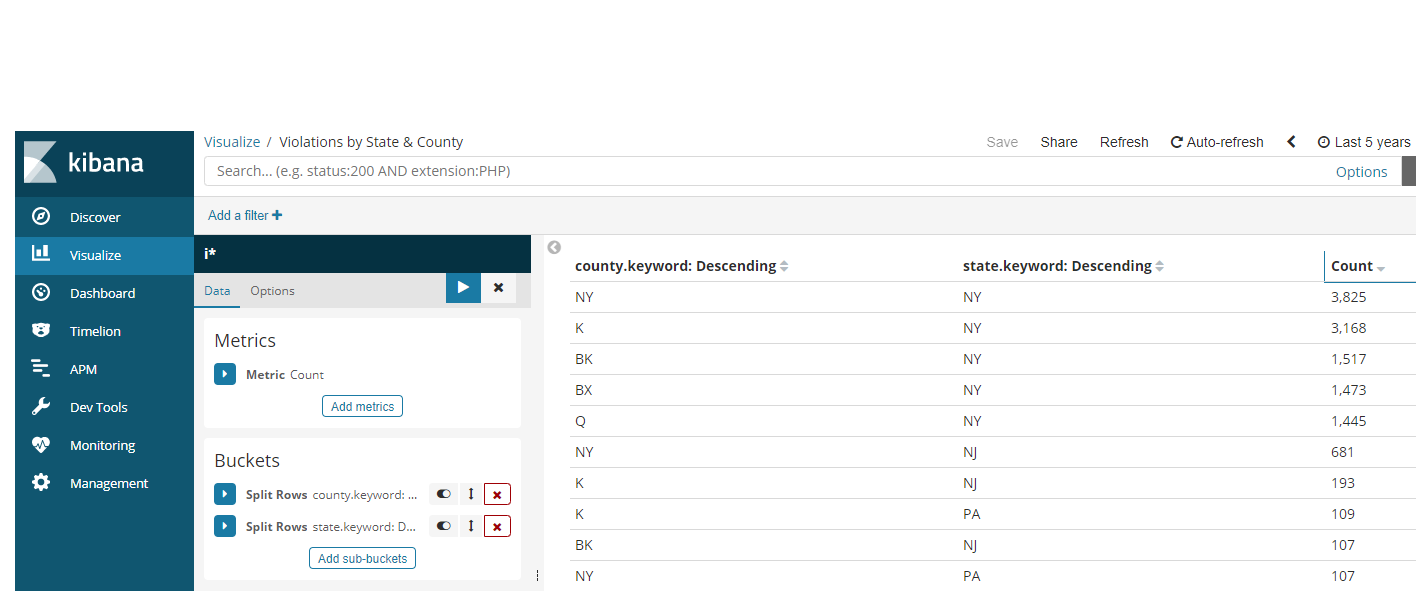 kibana
Discover
Visualize
Dashboard
Timelion
APM
Dev Tools
Monitoring
Management
Visualize / Violations by State & County
Save Share Refresh Auto-refresh Last 5 years
Search... (e.g. status:200 AND extension:PHP) Options
Add a filter
i*
Data Options
Metrics
Metric Count
Add metrics
Buckets
Split Rows county.keyword: ...
Split Rows state.keyword: D...
Add sub-buckets
county.keyword: Descending state.keyword: Descending Count
NY NY 3,825
K NY 3,168
BK NY 1,517
BX NY 1,473
Q NY 1,445
NY NJ 681
K NJ 193
K PA 109
BK NJ 107
NY PA 107